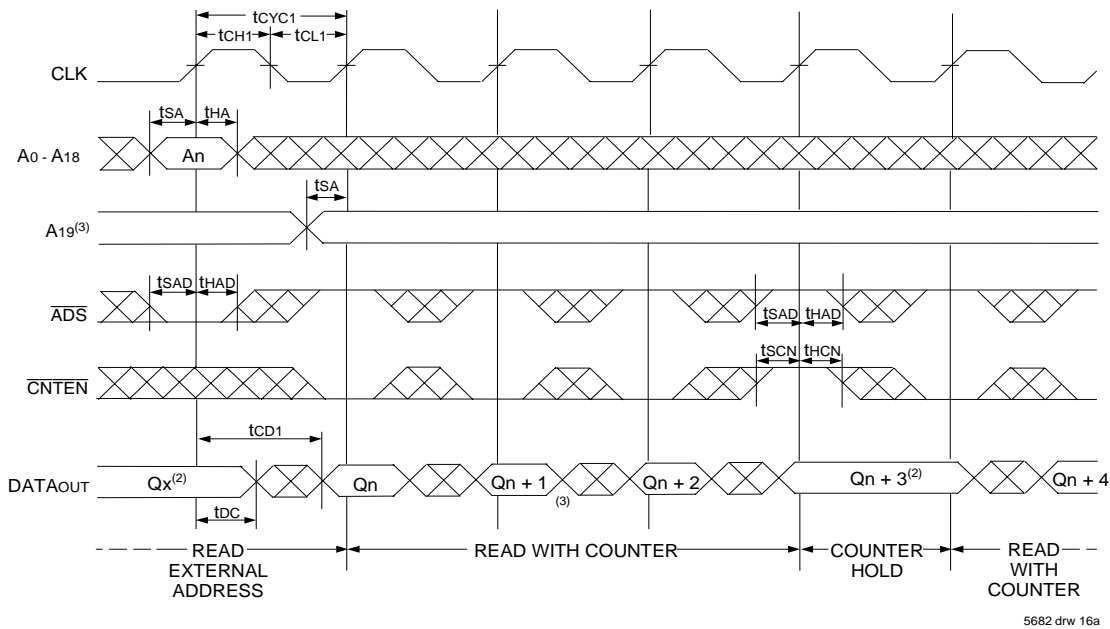 tCYC1
tCH1 tCL1
CLK
tSA tHA
A0 - A18 An
tSA
A19(3)
tSAD tHAD
ADS
tSAD tHAD
tSCN tHCN
CNTEN
tCD1
DATAOUT Qx(2) Qn Qn + 1 (3) Qn + 2 Qn + 3(2) Qn + 4
tDC
READ EXTERNAL ADDRESS
READ WITH COUNTER
COUNTER HOLD
READ WITH COUNTER
5682 drw 16a